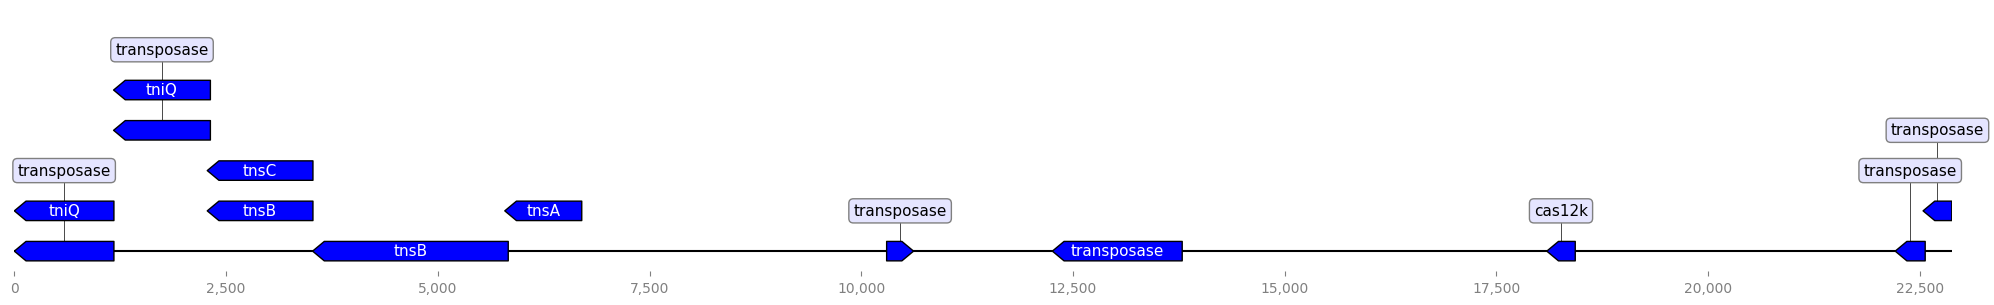 transposase
tniQ
transposase
transposase
tnsC
transposase
tniQ
tnsB
tnsA
transposase
cas12k
tnsB
transposase
0
2,500
5,000
7,500
10,000
12,500
15,000
17,500
20,000
22,500